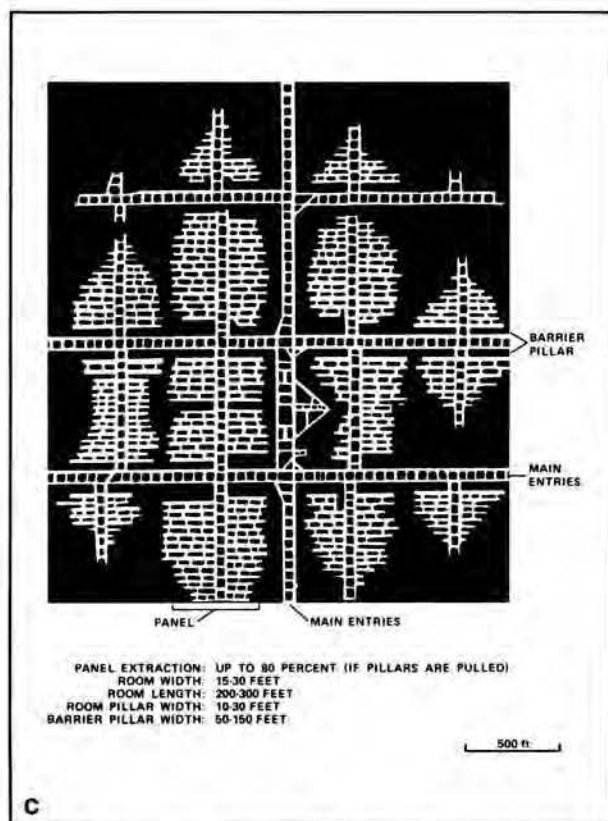 BARRIER
PILLAR
MAIN
ENTRIES
PANEL
MAIN ENTRIES
PANEL EXTRACTION: UP TO 80 PERCENT (IF PILLARS ARE PULLED)
ROOM WIDTH: 15-30 FEET
ROOM LENGTH: 200-300 FEET
ROOM PILLAR WIDTH: 10-30 FEET
BARRIER PILLAR WIDTH: 50-150 FEET
500 ft
C